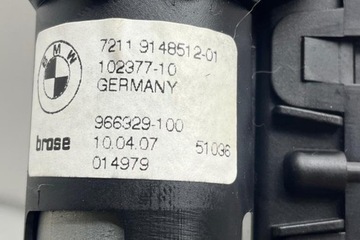 BMW
7211 9148512-01
102377-10
GERMANY
966329-100
brose 10.04.07 51036
014979